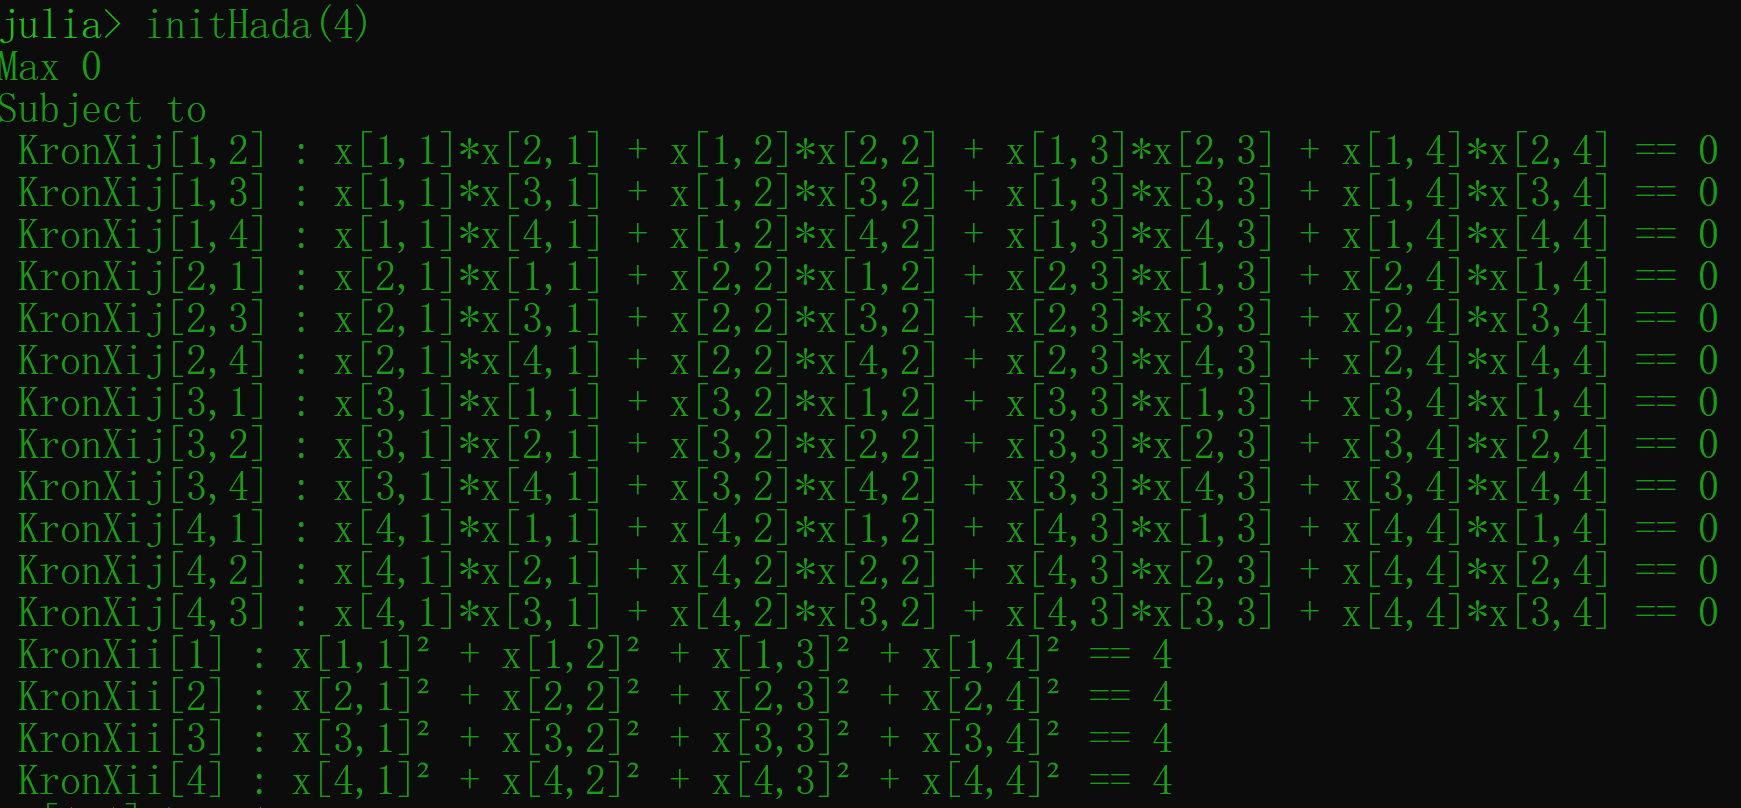 julia> initHada(4)
Max 0
Subject to
 KronXij[1,2] : x[1,1]*x[2,1] + x[1,2]*x[2,2] + x[1,3]*x[2,3] + x[1,4]*x[2,4] == 0
 KronXij[1,3] : x[1,1]*x[3,1] + x[1,2]*x[3,2] + x[1,3]*x[3,3] + x[1,4]*x[3,4] == 0
 KronXij[1,4] : x[1,1]*x[4,1] + x[1,2]*x[4,2] + x[1,3]*x[4,3] + x[1,4]*x[4,4] == 0
 KronXij[2,1] : x[2,1]*x[1,1] + x[2,2]*x[1,2] + x[2,3]*x[1,3] + x[2,4]*x[1,4] == 0
 KronXij[2,3] : x[2,1]*x[3,1] + x[2,2]*x[3,2] + x[2,3]*x[3,3] + x[2,4]*x[3,4] == 0
 KronXij[2,4] : x[2,1]*x[4,1] + x[2,2]*x[4,2] + x[2,3]*x[4,3] + x[2,4]*x[4,4] == 0
 KronXij[3,1] : x[3,1]*x[1,1] + x[3,2]*x[1,2] + x[3,3]*x[1,3] + x[3,4]*x[1,4] == 0
 KronXij[3,2] : x[3,1]*x[2,1] + x[3,2]*x[2,2] + x[3,3]*x[2,3] + x[3,4]*x[2,4] == 0
 KronXij[3,4] : x[3,1]*x[4,1] + x[3,2]*x[4,2] + x[3,3]*x[4,3] + x[3,4]*x[4,4] == 0
 KronXij[4,1] : x[4,1]*x[1,1] + x[4,2]*x[1,2] + x[4,3]*x[1,3] + x[4,4]*x[1,4] == 0
 KronXij[4,2] : x[4,1]*x[2,1] + x[4,2]*x[2,2] + x[4,3]*x[2,3] + x[4,4]*x[2,4] == 0
 KronXij[4,3] : x[4,1]*x[3,1] + x[4,2]*x[3,2] + x[4,3]*x[3,3] + x[4,4]*x[3,4] == 0
 KronXii[1] : x[1,1]² + x[1,2]² + x[1,3]² + x[1,4]² == 4
 KronXii[2] : x[2,1]² + x[2,2]² + x[2,3]² + x[2,4]² == 4
 KronXii[3] : x[3,1]² + x[3,2]² + x[3,3]² + x[3,4]² == 4
 KronXii[4] : x[4,1]² + x[4,2]² + x[4,3]² + x[4,4]² == 4